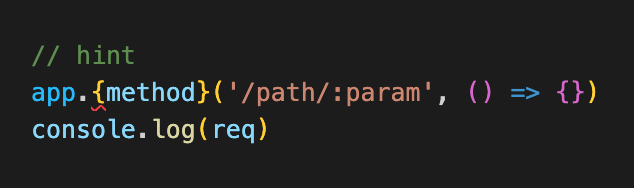 // hint
app.{method}('/path/:param', () => {})
console.log(req)